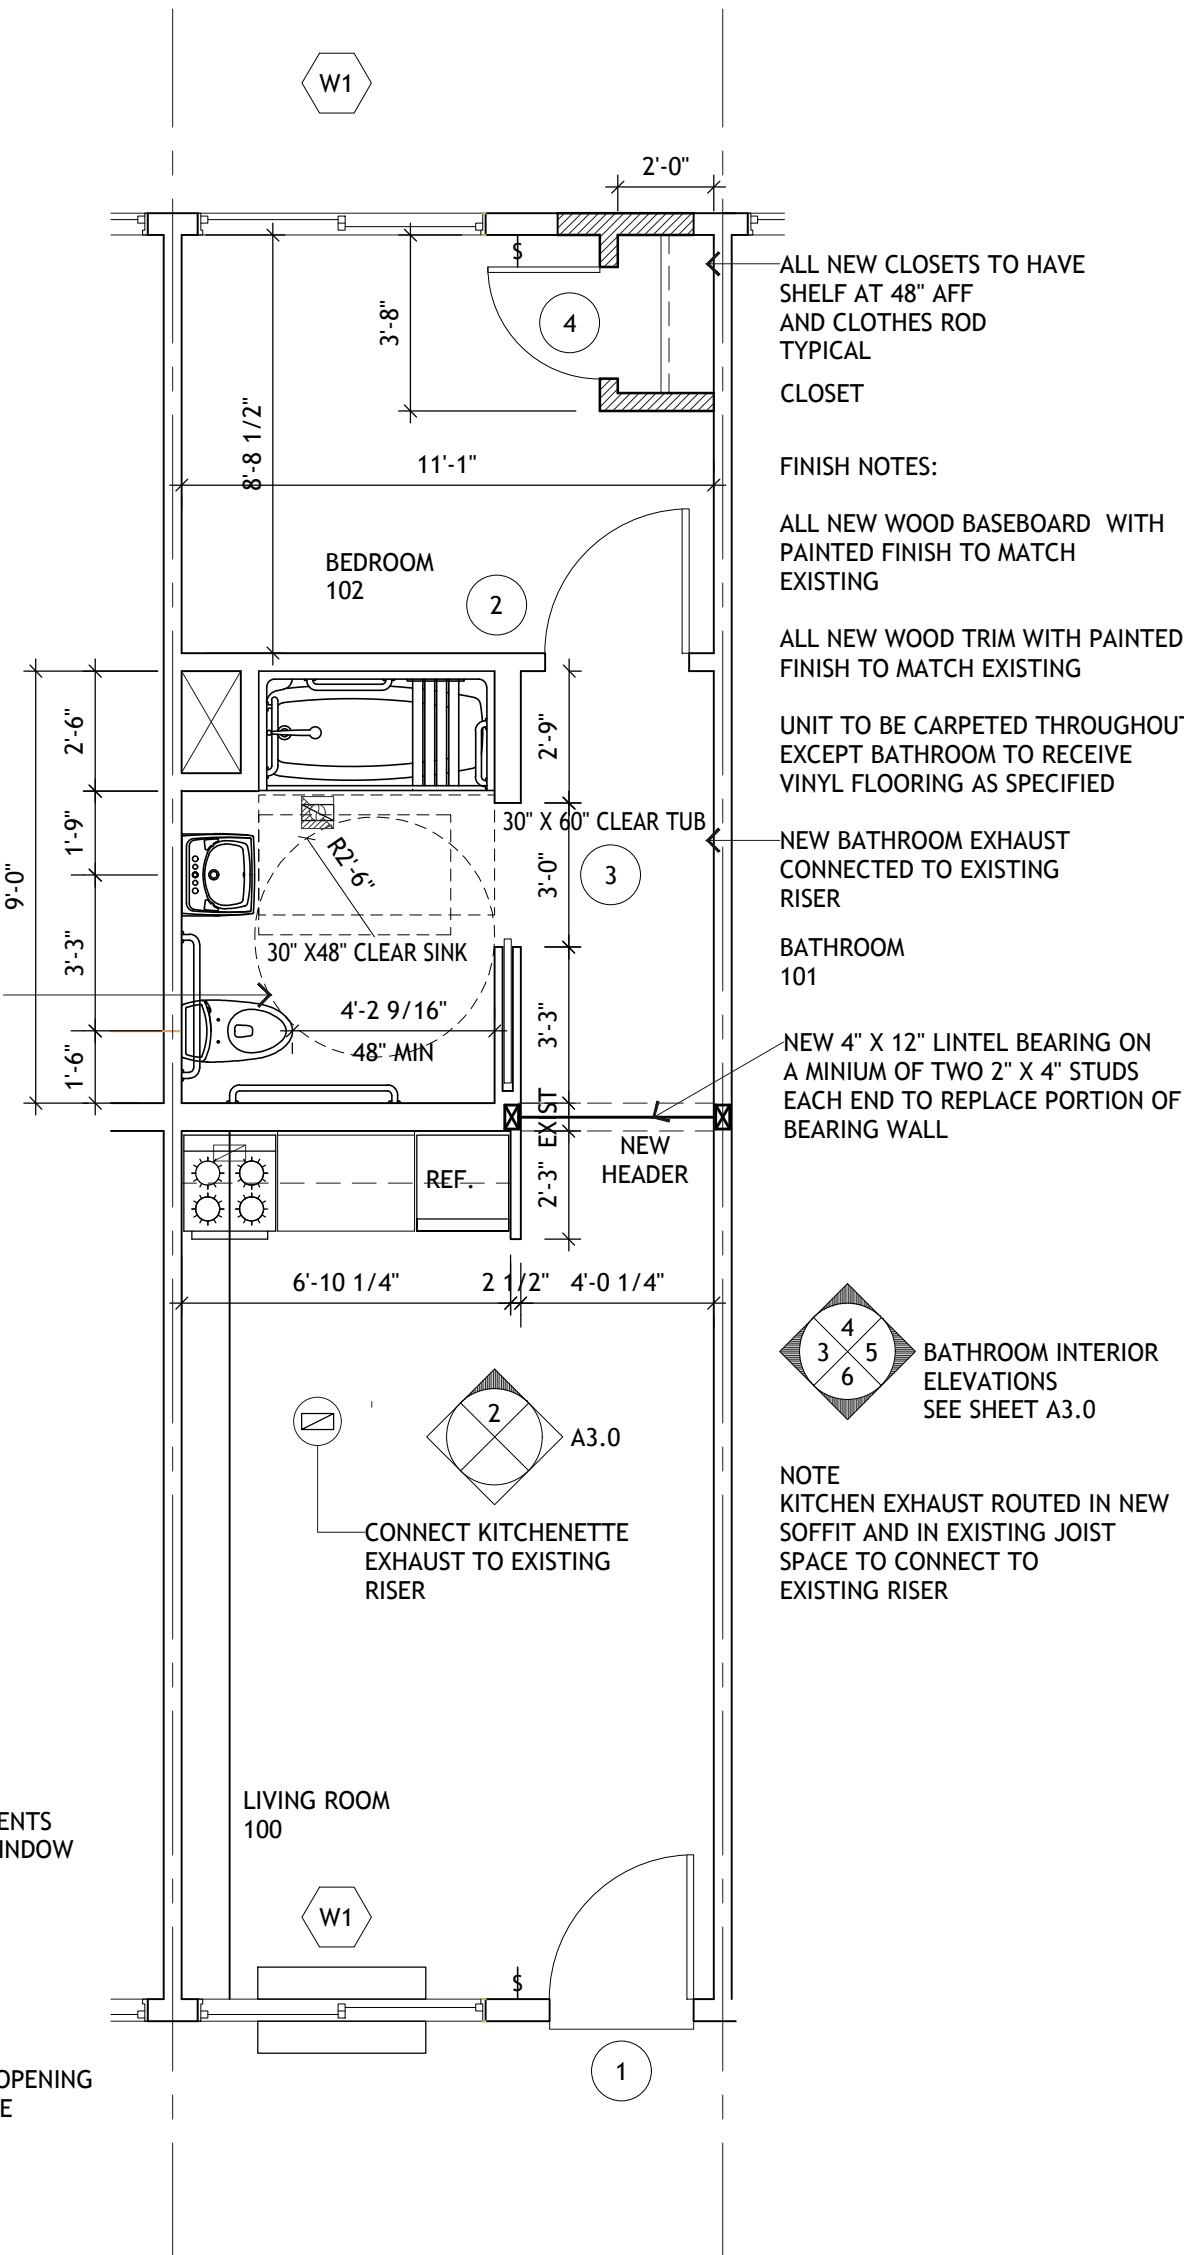 W1
2'-0"
S
ALL NEW CLOSETS TO HAVE
SHELF AT 48" AFF
AND CLOTHES ROD
TYPICAL
CLOSET
4
3'-8"
8'-8 1/2"
11'-1"
FINISH NOTES:
ALL NEW WOOD BASEBOARD WITH
PAINTED FINISH TO MATCH
EXISTING
BEDROOM
102
2
ALL NEW WOOD TRIM WITH PAINTED
FINISH TO MATCH EXISTING
UNIT TO BE CARPETED THROUGHOUT
EXCEPT BATHROOM TO RECEIVE
VINYL FLOORING AS SPECIFIED
9'-0"
2'-6"
1'-9"
3'-3"
1'-6"
2'-9"
30" X 60" CLEAR TUB
3'-0"
3
R2'-6"
30" X48" CLEAR SINK
NEW BATHROOM EXHAUST
CONNECTED TO EXISTING
RISER
BATHROOM
101
4'-2 9/16"
48" MIN
3'-3"
2'-3" EXIST
NEW 4" X 12" LINTEL BEARING ON
A MINIUM OF TWO 2" X 4" STUDS
EACH END TO REPLACE PORTION OF
BEARING WALL
NEW
HEADER
REF.
6'-10 1/4"
2 1/2"
4'-0 1/4"
4
3 5
6
BATHROOM INTERIOR
ELEVATIONS
SEE SHEET A3.0
2
A3.0
CONNECT KITCHENETTE
EXHAUST TO EXISTING
RISER
NOTE
KITCHEN EXHAUST ROUTED IN NEW
SOFFIT AND IN EXISTING JOIST
SPACE TO CONNECT TO
EXISTING RISER
LIVING ROOM
100
ENTS
INDOW
W1
S
1
OPENING
E